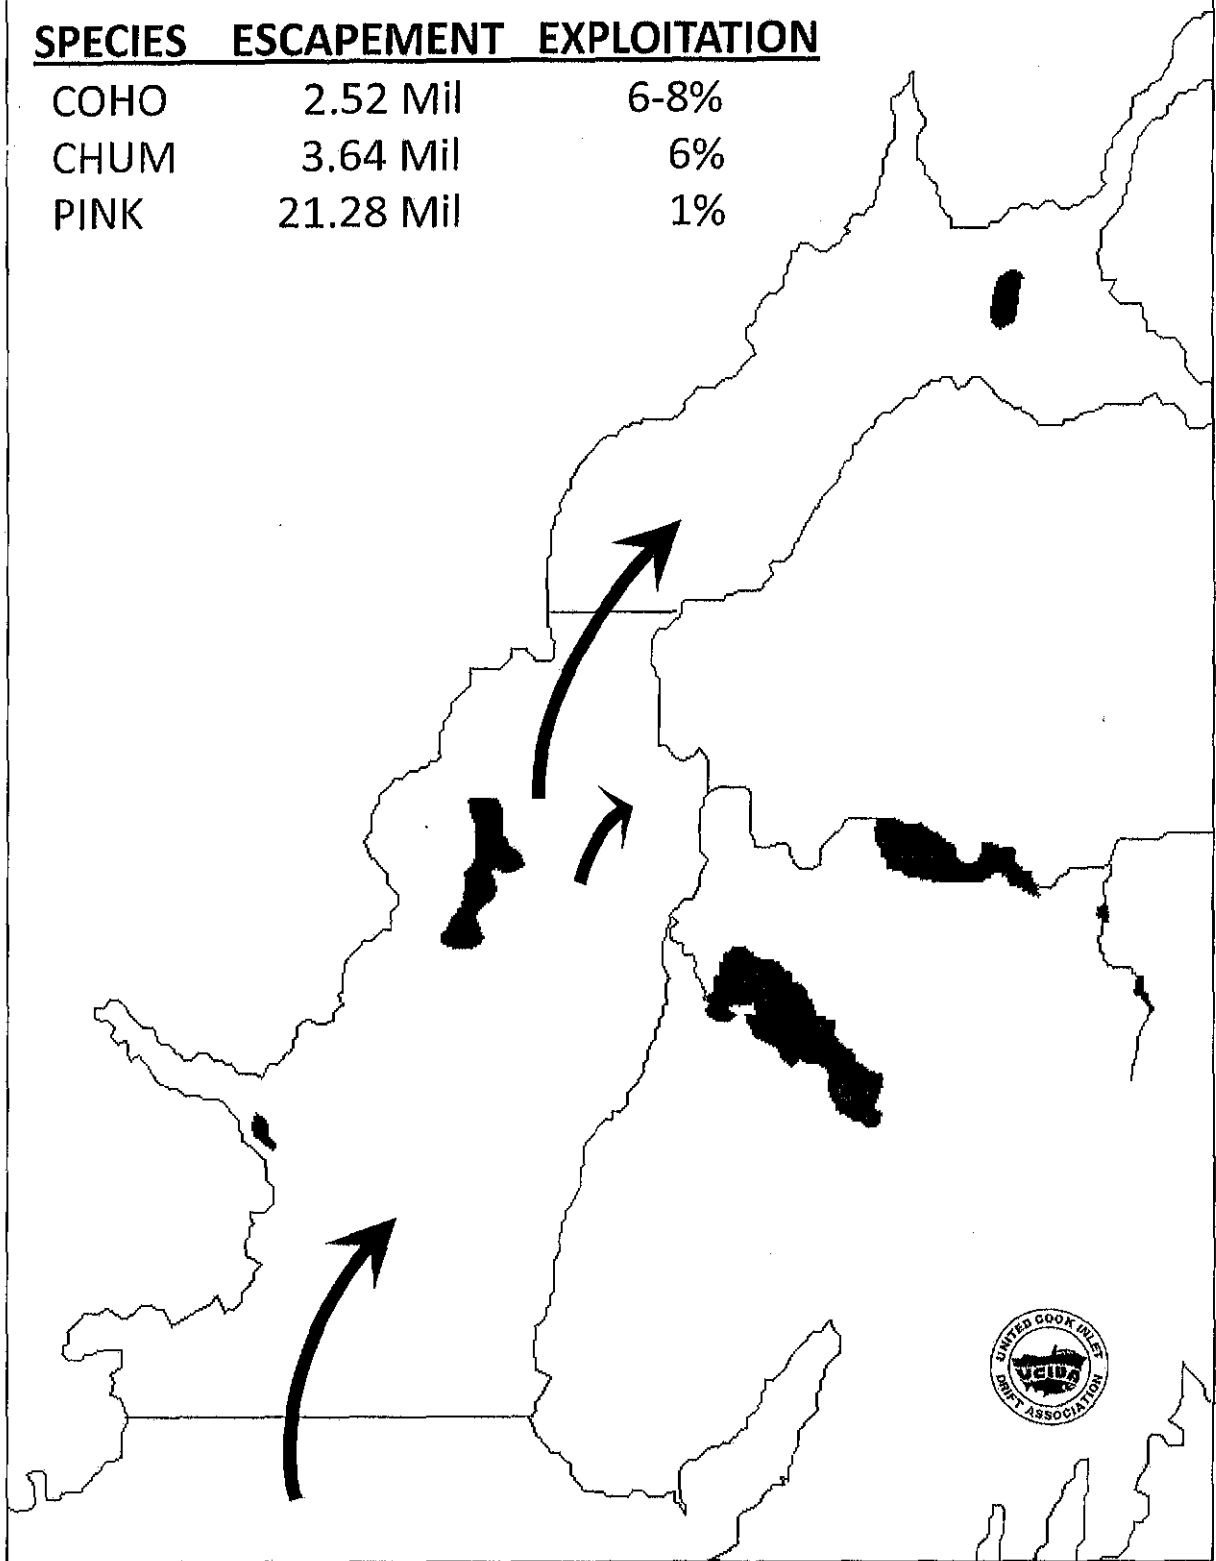 SPECIES ESCAPEMENT EXPLOITATION
COHO 2.52 Mil 6-8%
CHUM 3.64 Mil 6%
PINK 21.28 Mil 1%
UNITED COOK INLET
UCIDA
DRIFT ASSOCIATION